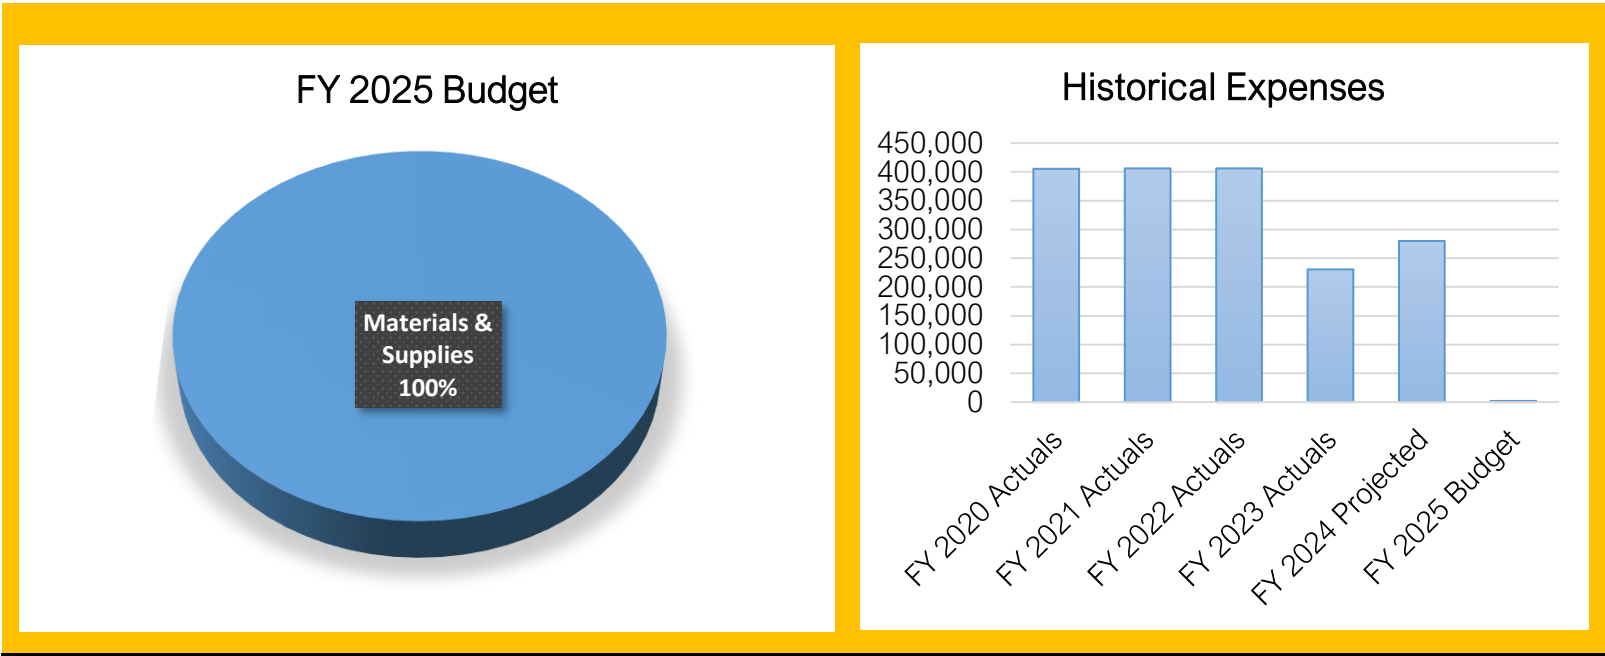 FY 2025 Budget
Materials &
Supplies
100%
Historical Expenses
450,000
400,000
350,000
300,000
250,000
200,000
150,000
100,000
50,000
0
FY 2020 Actuals
FY 2021 Actuals
FY 2022 Actuals
FY 2023 Actuals
FY 2024 Projected
FY 2025 Budget